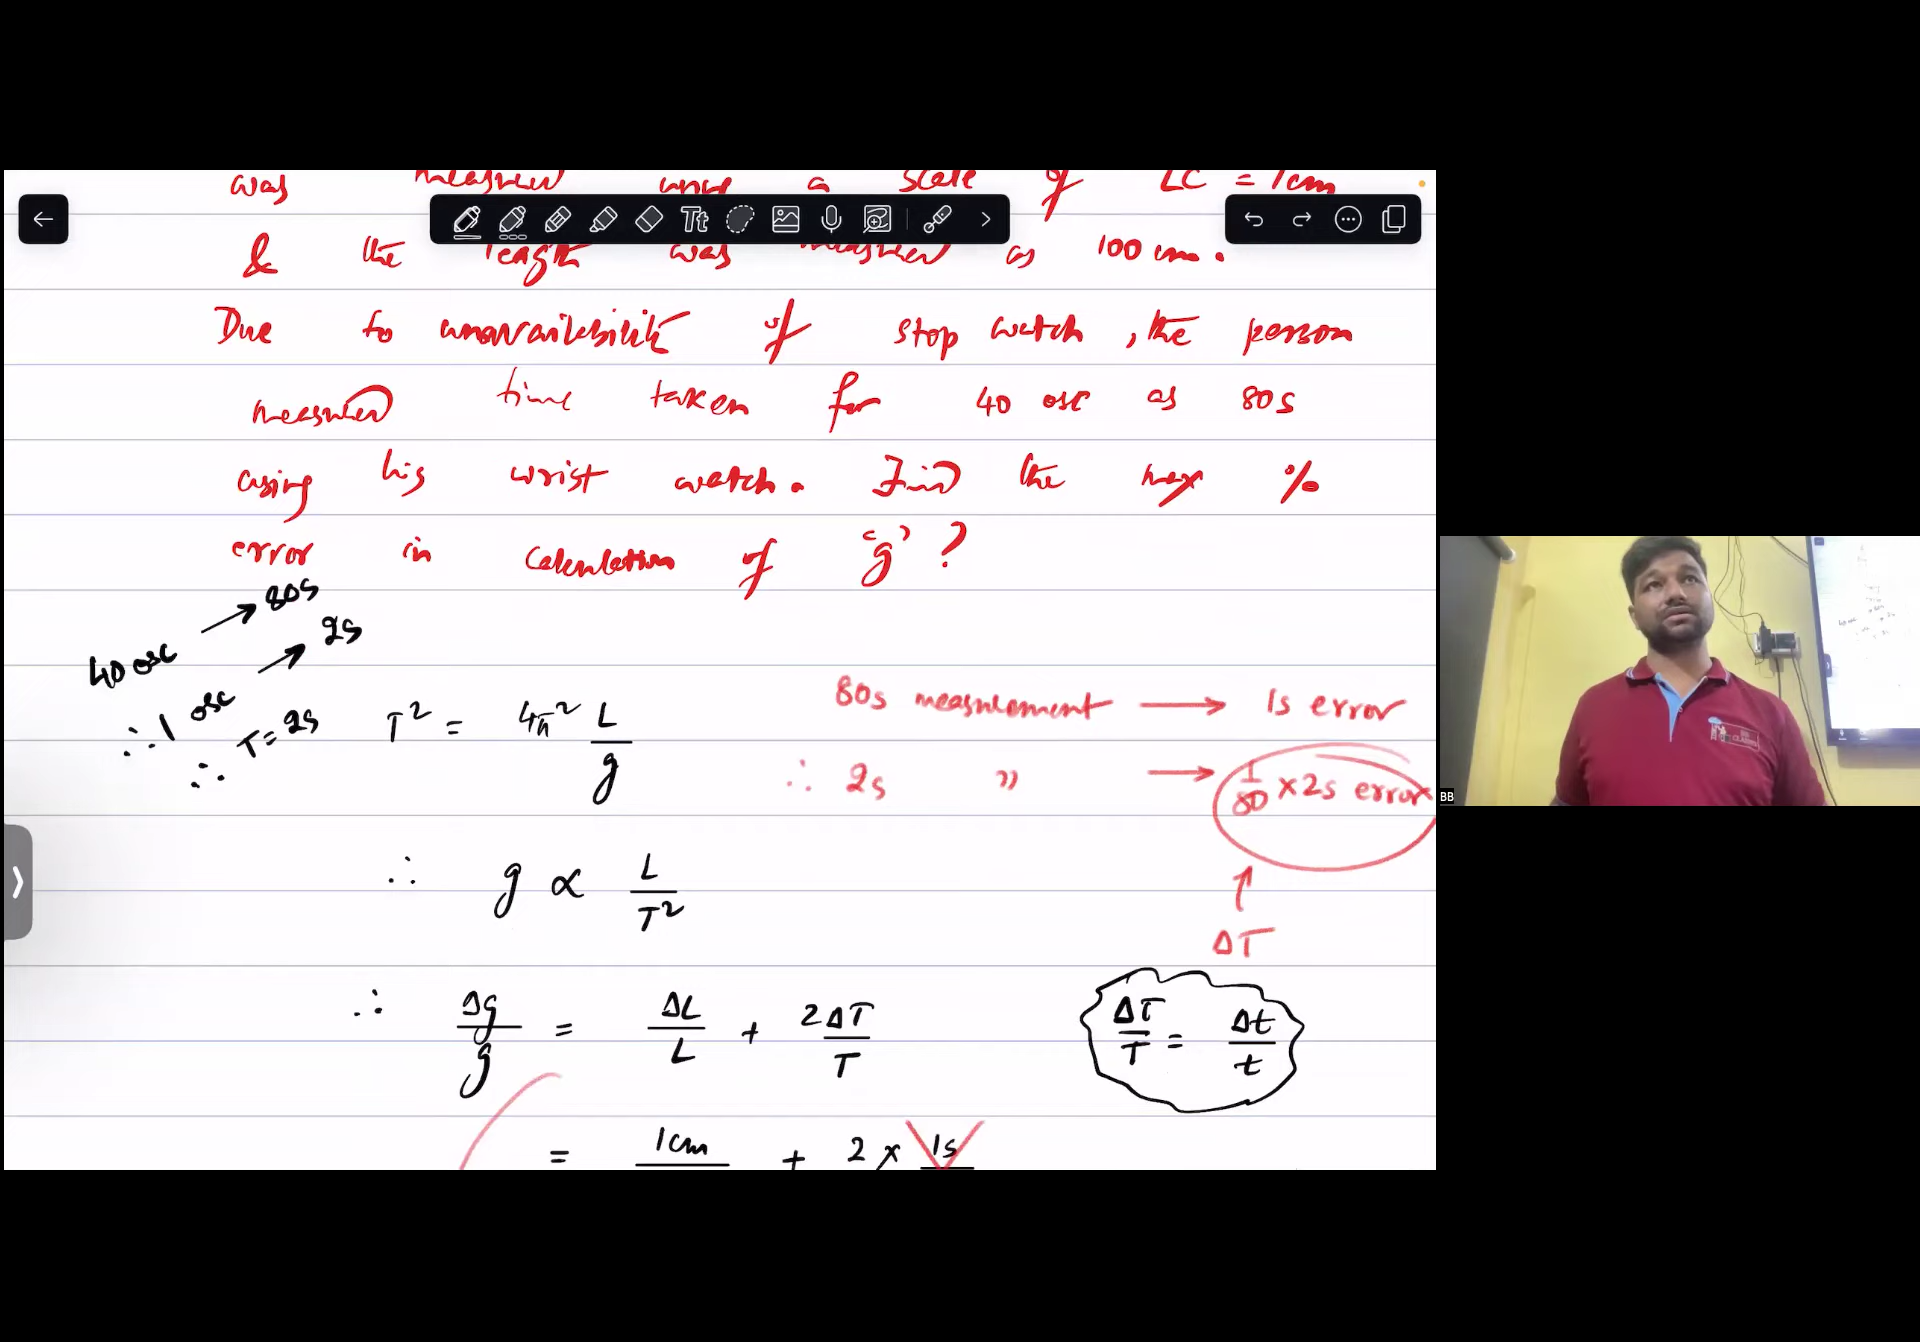 was measured using a scale of LC = 1cm
& the length was measured as 100 cm.
Due to unavailability of stop watch, the person
measured time taken for 40 osc as 80s
using his wrist watch. Find the max %
error in calculation of 'g' ?
40 osc → 80s
∴ 1 osc → 2s
∴ T = 2s
T² = 4π² L/g
80s measurement → 1s error
∴ 2s " → 1/80 × 2s error
↑
ΔT
∴ g ∝ L/T²
∴ Δg/g = ΔL/L + 2ΔT/T
ΔT/T = Δt/t
= 1cm + 2 × 1s
Tt
BB